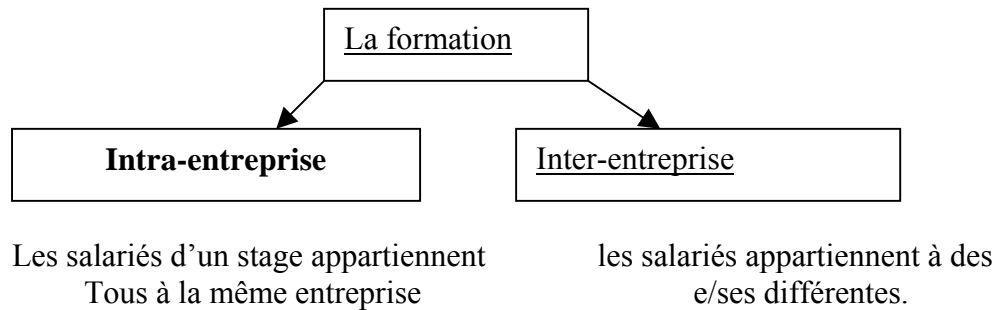 La formation
Intra-entreprise
Inter-entreprise
Les salariés d’un stage appartiennent
Tous à la même entreprise
les salariés appartiennent à des
e/ses différentes.